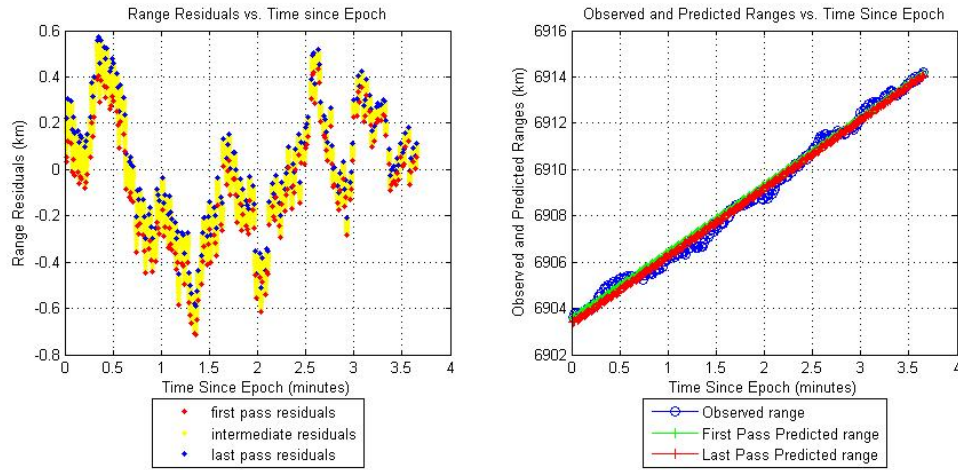 Range Residuals vs. Time since Epoch
0.6
0.4
0.2
0
-0.2
-0.4
-0.6
-0.8
Range Residuals (km)
0 0.5 1 1.5 2 2.5 3 3.5 4
Time Since Epoch (minutes)
first pass residuals
intermediate residuals
last pass residuals
Observed and Predicted Ranges vs. Time Since Epoch
6916
6914
6912
6910
6908
6906
6904
6902
Observed and Predicted Ranges (km)
0 0.5 1 1.5 2 2.5 3 3.5 4
Time Since Epoch (minutes)
Observed range
First Pass Predicted range
Last Pass Predicted range